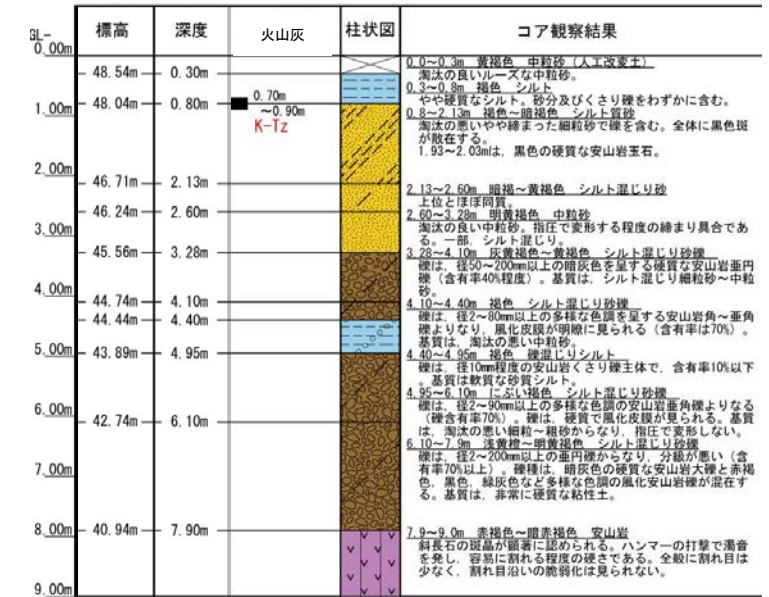 GL-
標高 深度 火山灰 柱状図 コア観察結果
0.00m
48.54m 0.30m
48.04m 0.80m
0.70m
～0.90m
K-Tz
1.00m
2.00m
46.71m 2.13m
46.24m 2.60m
3.00m
45.56m 3.28m
4.00m
44.74m 4.10m
44.44m 4.40m
5.00m
43.89m 4.95m
6.00m
42.74m 6.10m
7.00m
8.00m
40.94m 7.90m
9.00m
0.0～0.3m 黄褐色 中粒砂（人工改変土）
淘汰の良いルーズな中粒砂。
0.3～0.8m 褐色 シルト
やや硬質なシルト。砂分及びくさり礫をわずかに含む。
0.8～2.13m 褐色～暗褐色 シルト質砂
淘汰の悪いやや締まった細粒砂で礫を含む。全体に黒色斑
が散在する。
1.93～2.03mは，黒色の硬質な安山岩玉石。
2.13～2.60m 暗褐～黄褐色 シルト混じり砂
上位とほぼ同質。
2.60～3.28m 明黄褐色 中粒砂
淘汰の良い中粒砂。指圧で変形する程度の締まり具合であ
る。一部，シルト混じり。
3.28～4.10m 灰黄褐色～黄褐色 シルト混じり砂礫
礫は，径50～200mm以上の暗灰色を呈する硬質な安山岩亜円
礫（含有率40%程度）。基質は，シルト混じり細粒砂～中粒
砂。
4.10～4.40m 褐色 シルト混じり砂礫
礫は，径2～80mm以上の多様な色調を呈する安山岩角～亜角
礫よりなり，風化皮膜が明瞭に見られる（含有率は70%）。
基質は，淘汰の悪い中粒砂。
4.40～4.95m 褐色 礫混じりシルト
礫は，径10mm程度の安山岩くさり礫主体で，含有率10%以下
。基質は軟質な砂質シルト。
4.95～6.10m にぶい褐色 シルト混じり砂礫
礫は，径2～90mm以上の多様な色調の安山岩亜角礫よりなる
（礫含有率70%）。礫は，硬質で風化皮膜が見られる。基質
は，淘汰の悪い細粒～粗砂からなり，指圧で変形しない。
6.10～7.9m 浅黄橙～明黄褐色 シルト混じり砂礫
礫は，径2～200mm以上の亜円礫からなり，分級が悪い（含
有率70%以上）。礫種は，暗灰色の硬質な安山岩大礫と赤褐
色，黒色，緑灰色など多様な色調の風化安山岩礫が混在す
る。基質は，非常に硬質な粘性土。
7.9～9.0m 赤褐色～暗赤褐色 安山岩
斜長石の斑晶が顕著に認められる。ハンマーの打撃で濁音
を発し，容易に割れる程度の硬さである。全般に割れ目は
少なく，割れ目沿いの脆弱化は見られない。